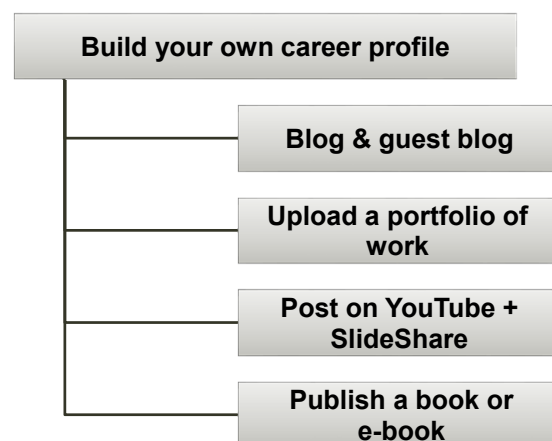 Build your own career profile
Blog & guest blog
Upload a portfolio of
work
Post on YouTube +
SlideShare
Publish a book or
e-book